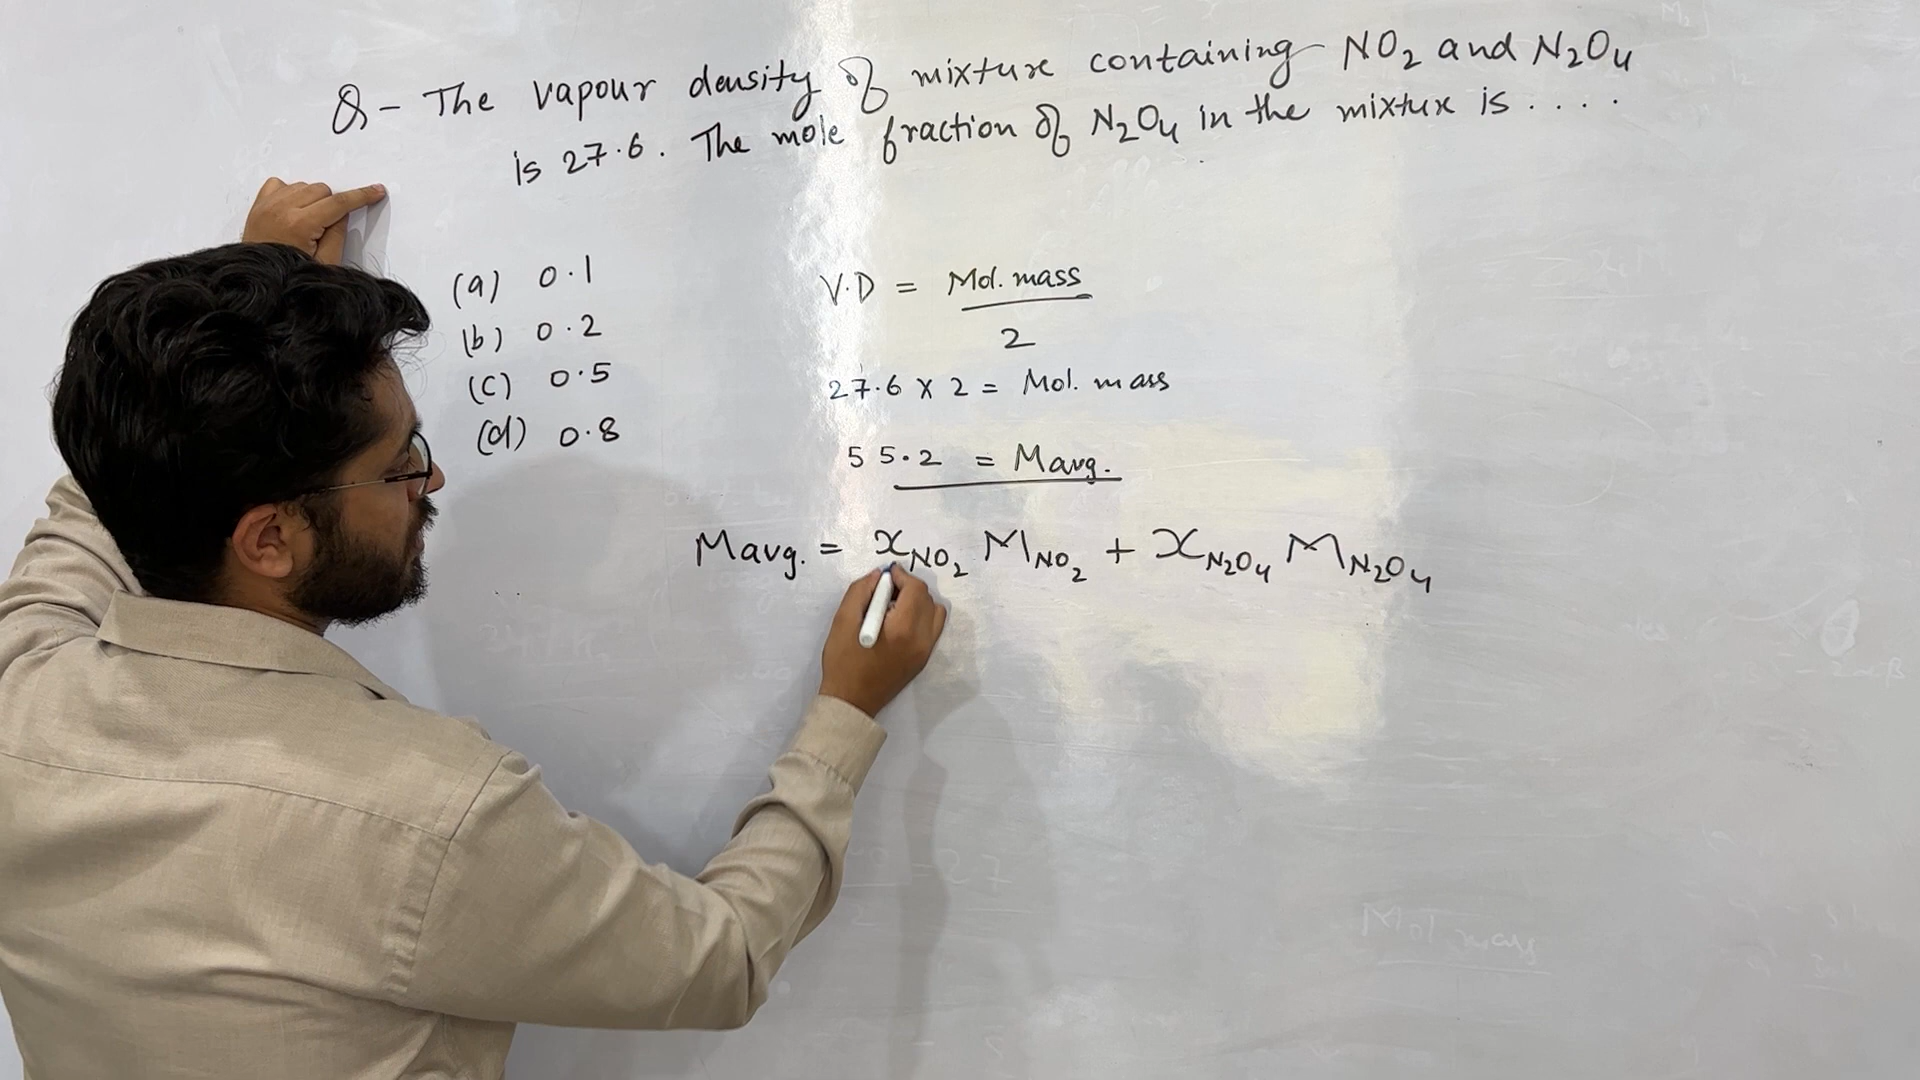 Q- The vapour density of mixture containing NO2 and N2O4
is 27.6. The mole fraction of N2O4 in the mixture is ....
(a) 0.1
(b) 0.2
(c) 0.5
(d) 0.8
V.D = Mol. mass
2
27.6 x 2 = Mol. mass
55.2 = Mavg.
Mavg. = xNO2 MNO2 + xN2O4 MN2O4
Mol mass